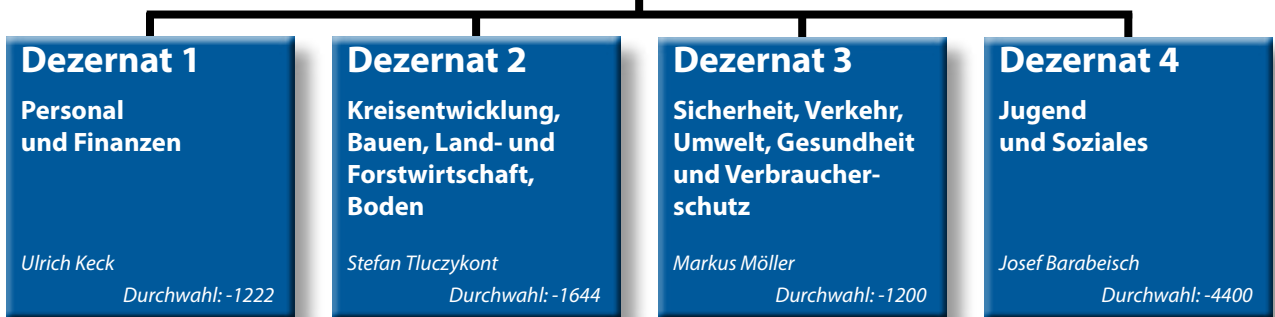 Dezernat 1
Personal
und Finanzen
Ulrich Keck
Durchwahl: -1222
Dezernat 2
Kreisentwicklung,
Bauen, Land- und
Forstwirtschaft,
Boden
Stefan Tluczykont
Durchwahl: -1644
Dezernat 3
Sicherheit, Verkehr,
Umwelt, Gesundheit
und Verbraucher-
schutz
Markus Möller
Durchwahl: -1200
Dezernat 4
Jugend
und Soziales
Josef Barabeisch
Durchwahl: -4400